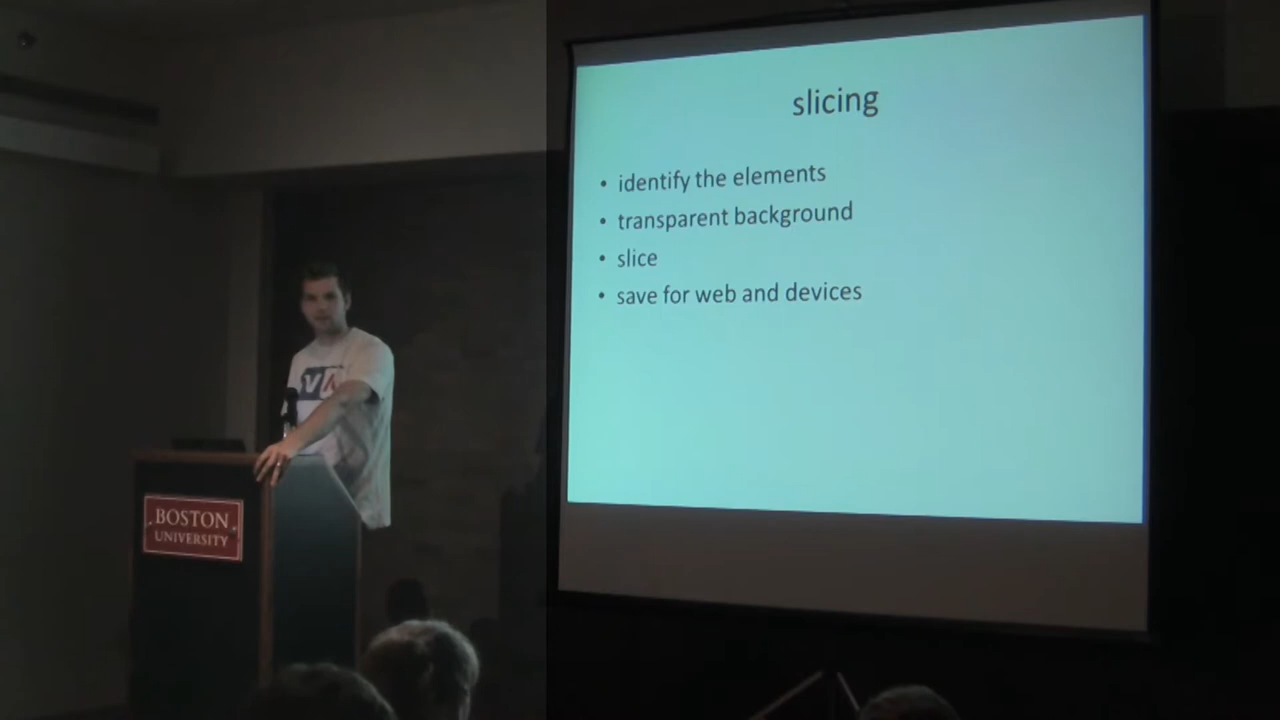 slicing
• identify the elements
• transparent background
• slice
• save for web and devices
BOSTON
UNIVERSITY